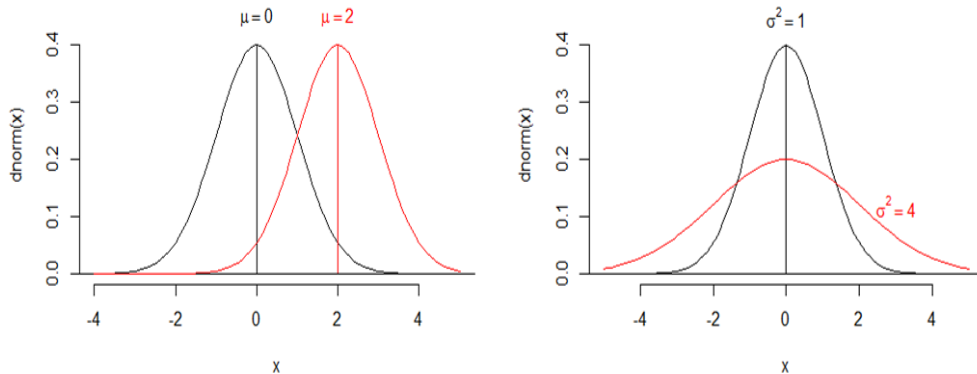 μ = 0 μ = 2
dnorm(x)
0.4
0.3
0.2
0.1
0.0
-4 -2 0 2 4
x
σ² = 1
dnorm(x)
0.4
0.3
0.2
0.1
0.0
σ² = 4
-4 -2 0 2 4
x